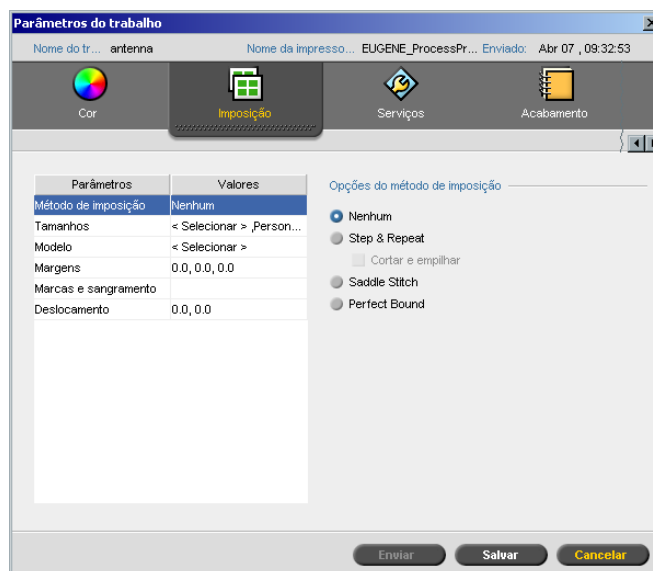 Parâmetros do trabalho
Nome do tr... antenna Nome da impresso... EUGENE_ProcessPr... Enviado: Abr 07 , 09:32:53
Cor Imposição Serviços Acabamento
Parâmetros Valores
Método de imposição Nenhum
Tamanhos < Selecionar > ,Person...
Modelo < Selecionar >
Margens 0.0, 0.0, 0.0
Marcas e sangramento
Deslocamento 0.0, 0.0
Opções do método de imposição
Nenhum
Step & Repeat
Cortar e empilhar
Saddle Stitch
Perfect Bound
Enviar Salvar Cancelar